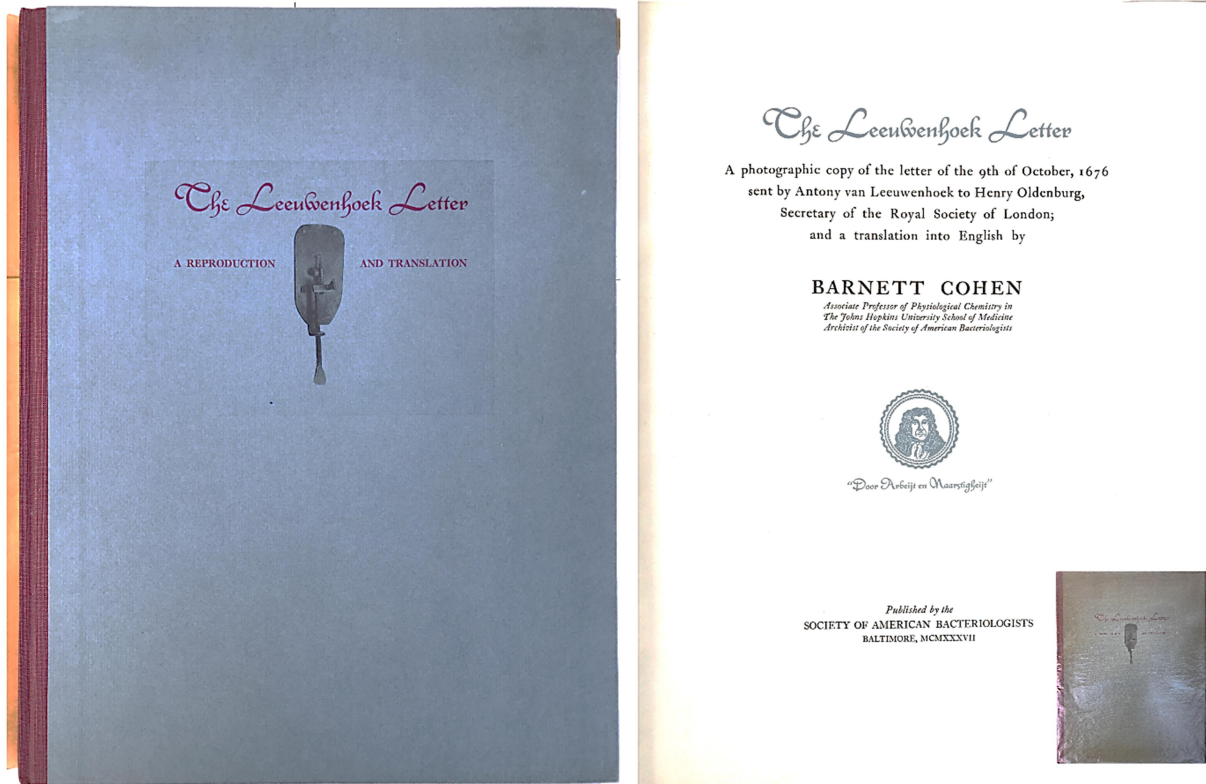 The Leeuwenhoek Letter
A REPRODUCTION AND TRANSLATION
The Leeuwenhoek Letter
A photographic copy of the letter of the 9th of October, 1676
sent by Antony van Leeuwenhoek to Henry Oldenburg,
Secretary of the Royal Society of London;
and a translation into English by
BARNETT COHEN
Associate Professor of Physiological Chemistry in
The Johns Hopkins University School of Medicine
Archivist of the Society of American Bacteriologists
"Door Arbeijt en Naarstigheijt"
Published by the
SOCIETY OF AMERICAN BACTERIOLOGISTS
BALTIMORE, MCMXXXVII
The Leeuwenhoek Letter